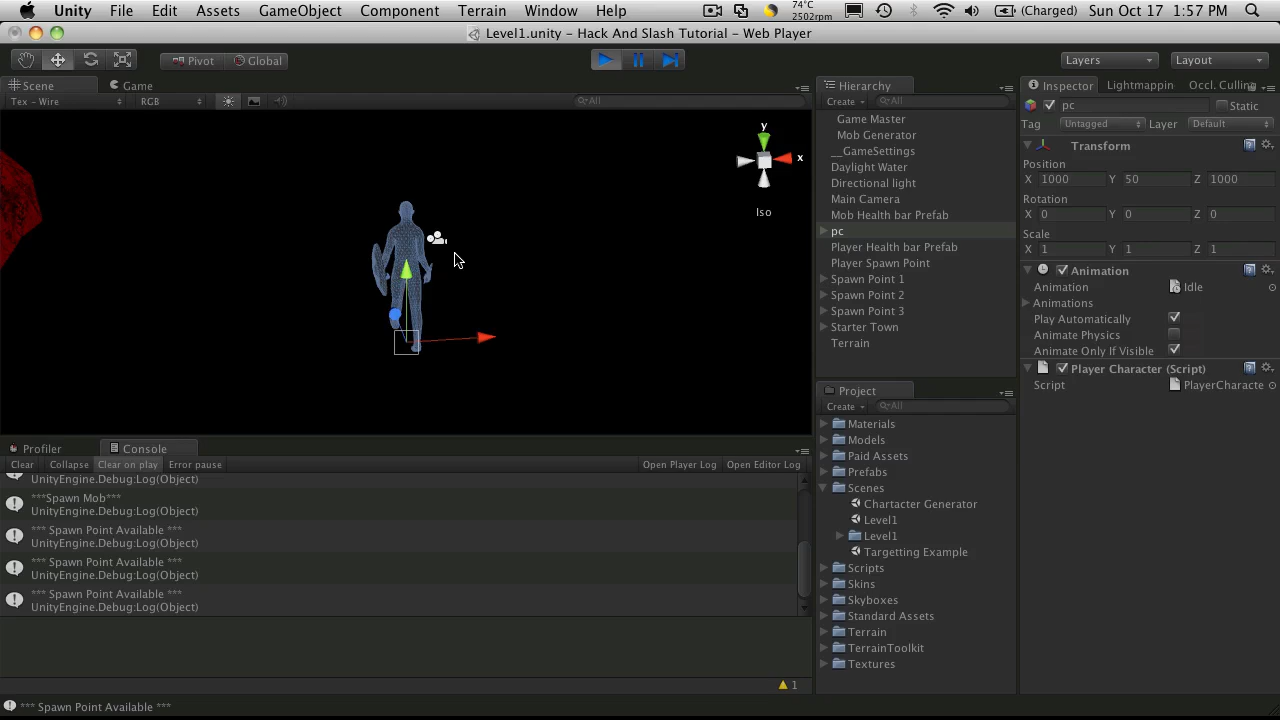 Unity File Edit Assets GameObject Component Terrain Window Help 74°C 2502rpm (Charged) Sun Oct 17 1:57 PM
Level1.unity - Hack And Slash Tutorial - Web Player
Pivot Global Layers Layout
Scene Game
Tex - Wire RGB All
y
x
Iso
Profiler Console
Clear Collapse Clear on play Error pause Open Player Log Open Editor Log
UnityEngine.Debug:Log(Object)
***Spawn Mob***
UnityEngine.Debug:Log(Object)
*** Spawn Point Available ***
UnityEngine.Debug:Log(Object)
*** Spawn Point Available ***
UnityEngine.Debug:Log(Object)
*** Spawn Point Available ***
UnityEngine.Debug:Log(Object)
1
*** Spawn Point Available ***
Hierarchy
Create All
Game Master
Mob Generator
__GameSettings
Daylight Water
Directional light
Main Camera
Mob Health bar Prefab
pc
Player Health bar Prefab
Player Spawn Point
Spawn Point 1
Spawn Point 2
Spawn Point 3
Starter Town
Terrain
Project
Create All
Materials
Models
Paid Assets
Prefabs
Scenes
Chartacter Generator
Level1
Level1
Targetting Example
Scripts
Skins
Skyboxes
Standard Assets
Terrain
TerrainToolkit
Textures
Inspector Lightmappin Occl. Culling
pc Static
Tag Untagged Layer Default
Transform
Position
X 1000 Y 50 Z 1000
Rotation
X 0 Y 0 Z 0
Scale
X 1 Y 1 Z 1
Animation
Animation Idle
Animations
Play Automatically
Animate Physics
Animate Only If Visible
Player Character (Script)
Script PlayerCharacte